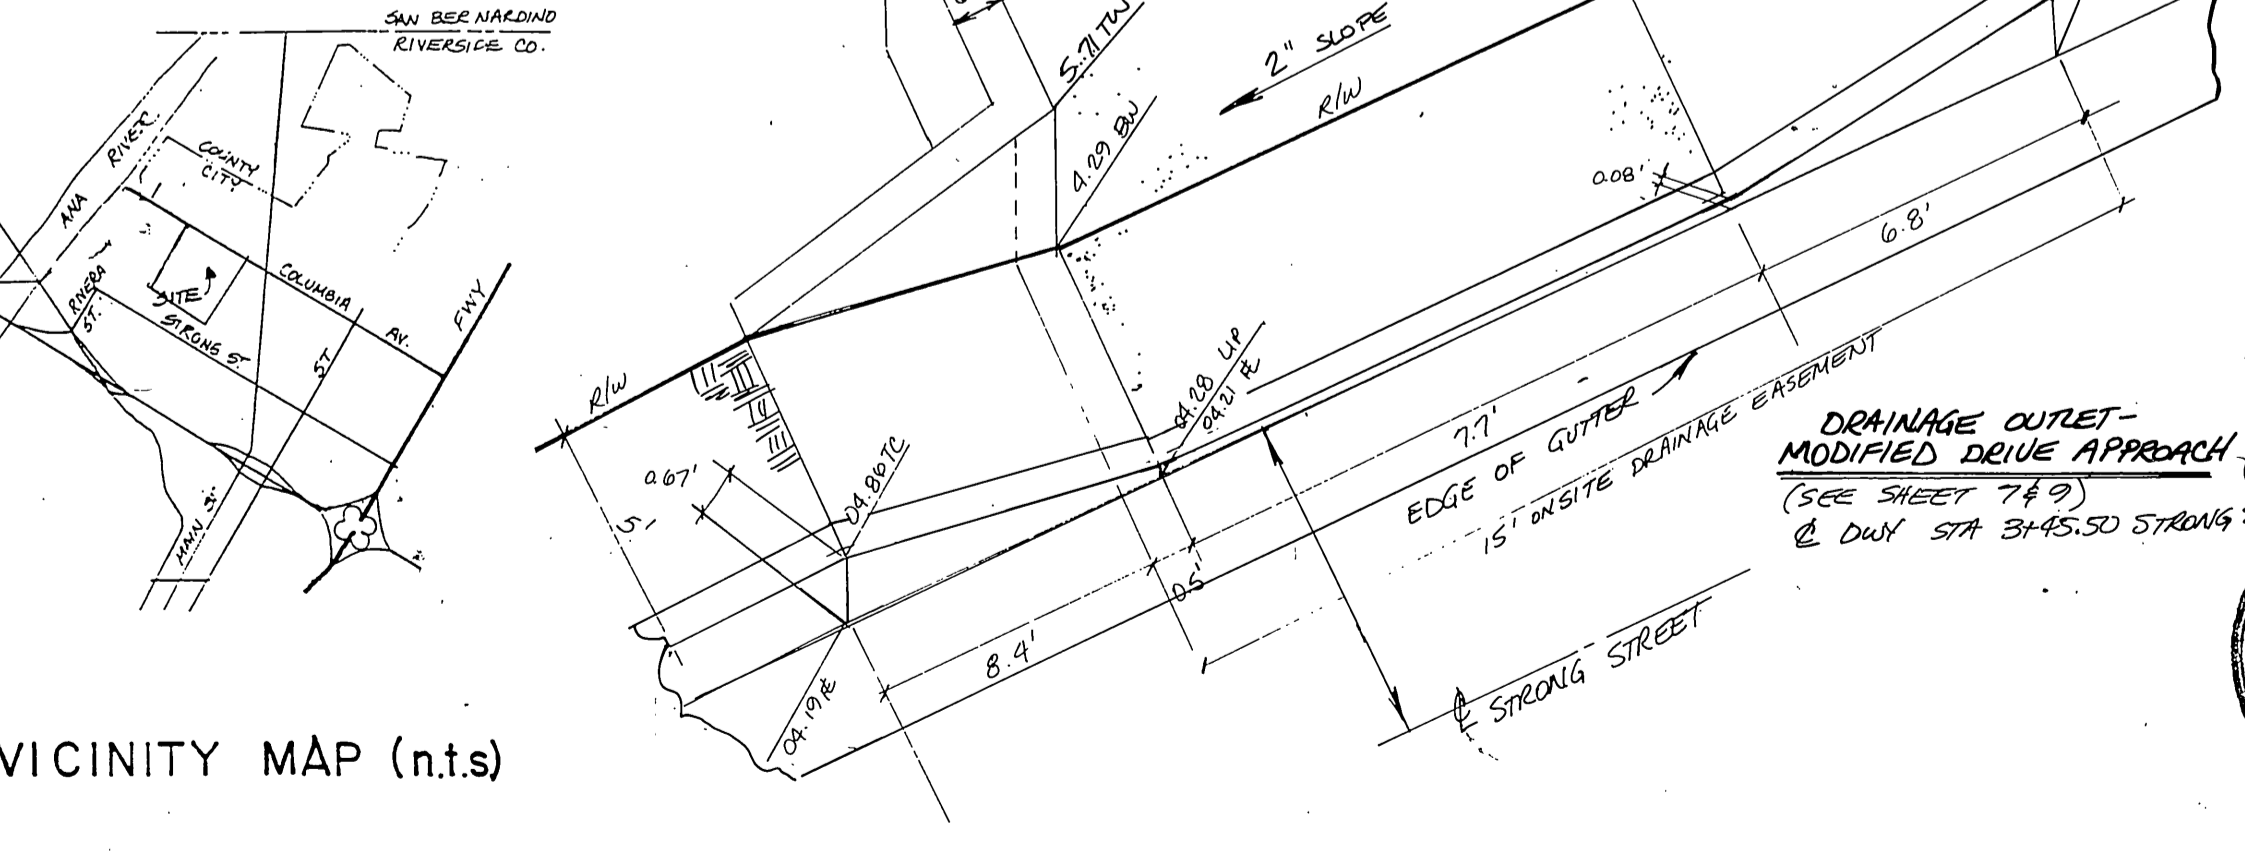 SAN BERNARDINO
RIVERSIDE CO.
ANA RIVER
COUNTY
CITY
SITE
RIVERA
ST.
STRONG ST
COLUMBIA AV.
FWY
ST
MAIN ST
VICINITY MAP (n.t.s)
5.71 TW
2" SLOPE
R/W
4.29 BW
0.08'
6.8'
R/W
04.28 LIP
04.21 ⅊
0.67'
04.86 TC
5'
7.7'
EDGE OF GUTTER
15' ONSITE DRAINAGE EASEMENT
0.5'
8.4'
04.19 ⅊
℄ STRONG STREET
DRAINAGE OUTLET-
MODIFIED DRIVE APPROACH
(SEE SHEET 7 & 9)
℄ DWY STA 3+45.50 STRONG